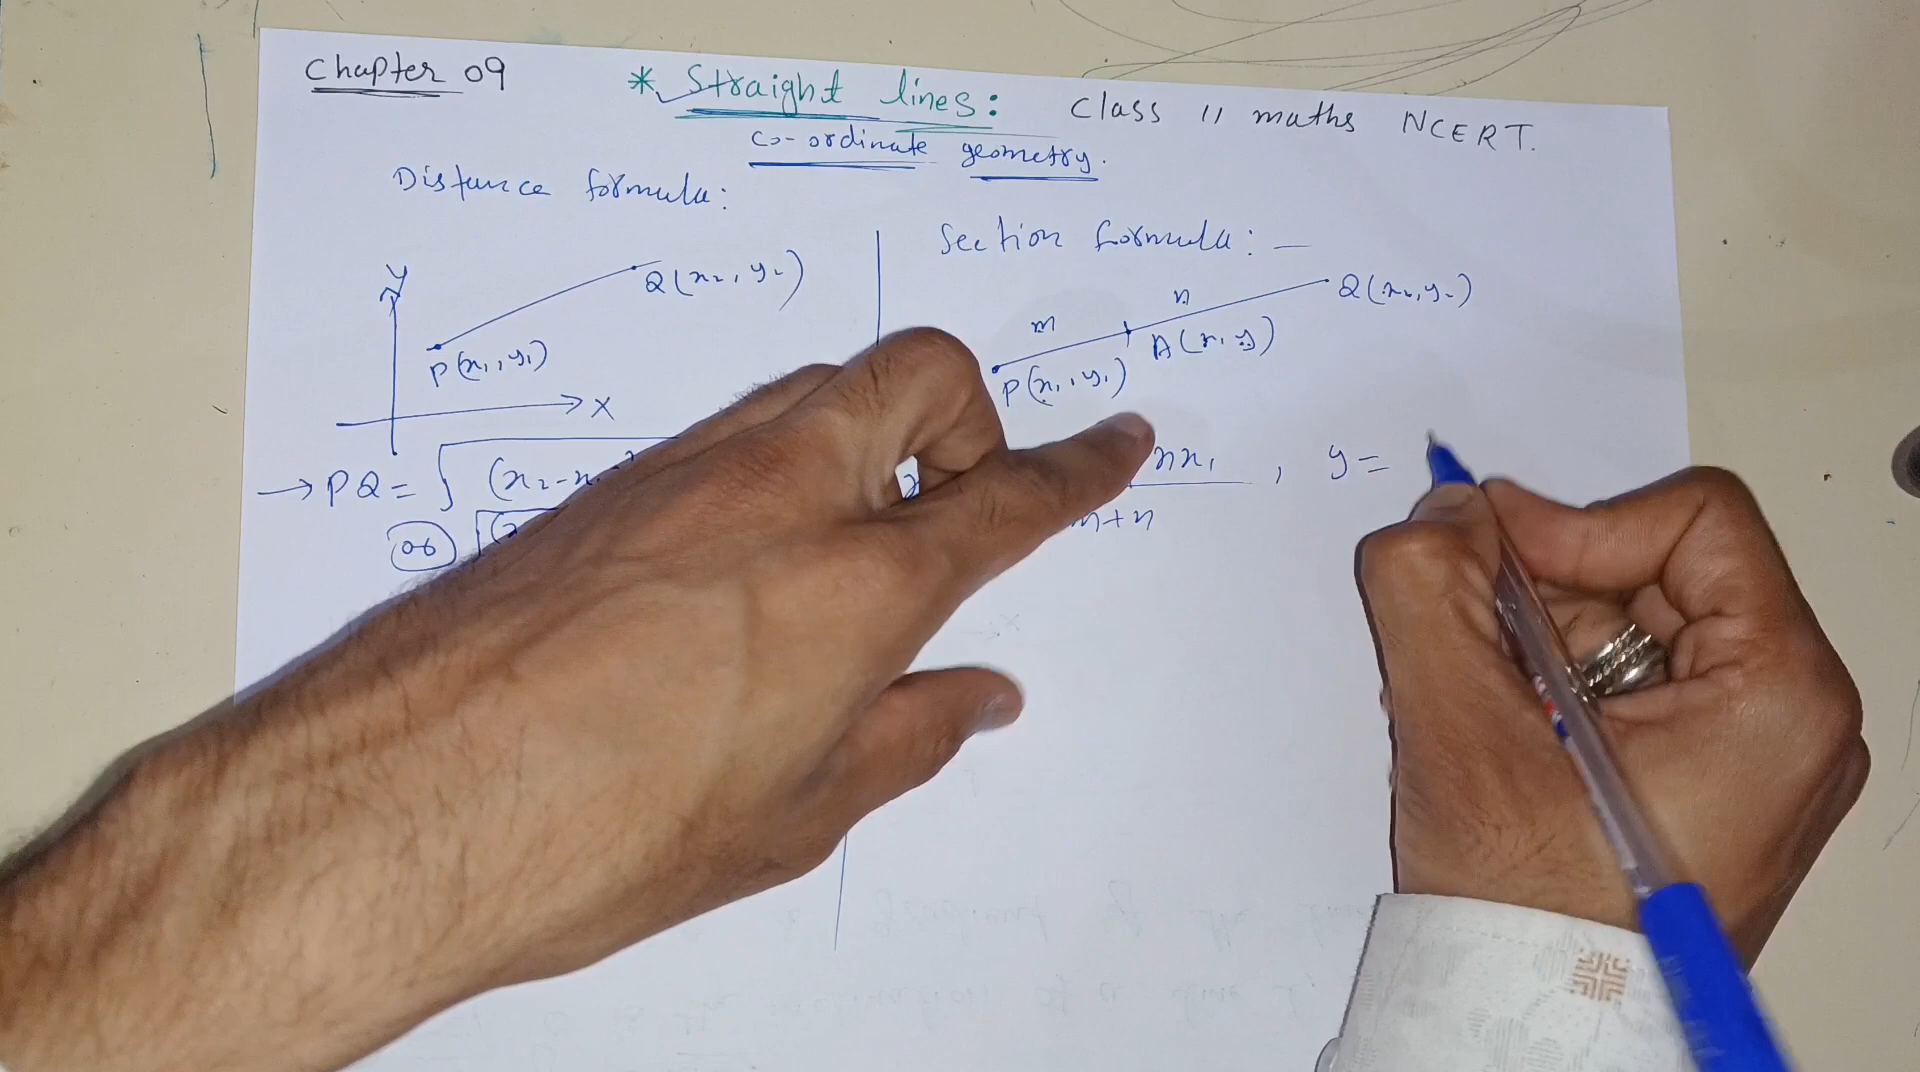 Chapter 09
* Straight lines: Class 11 maths NCERT.
Co-ordinate geometry.
Distance formula:
y
Q(x₂, y₂)
P(x₁, y₁)
X
→ PQ = √(x₂-x
or
Section formula: —
m n
Q(x₂, y₂)
A(x, y)
P(x₁, y₁)
nx₁ , y =
m+n